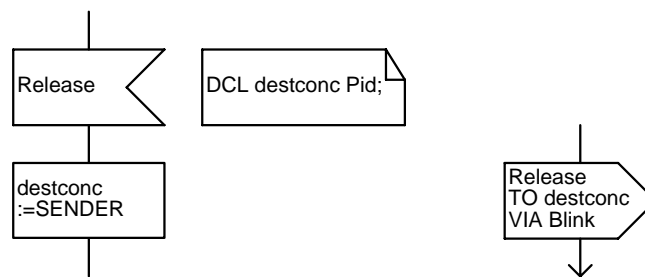 Release
DCL destconc Pid;
destconc
:=SENDER
Release
TO destconc
VIA Blink